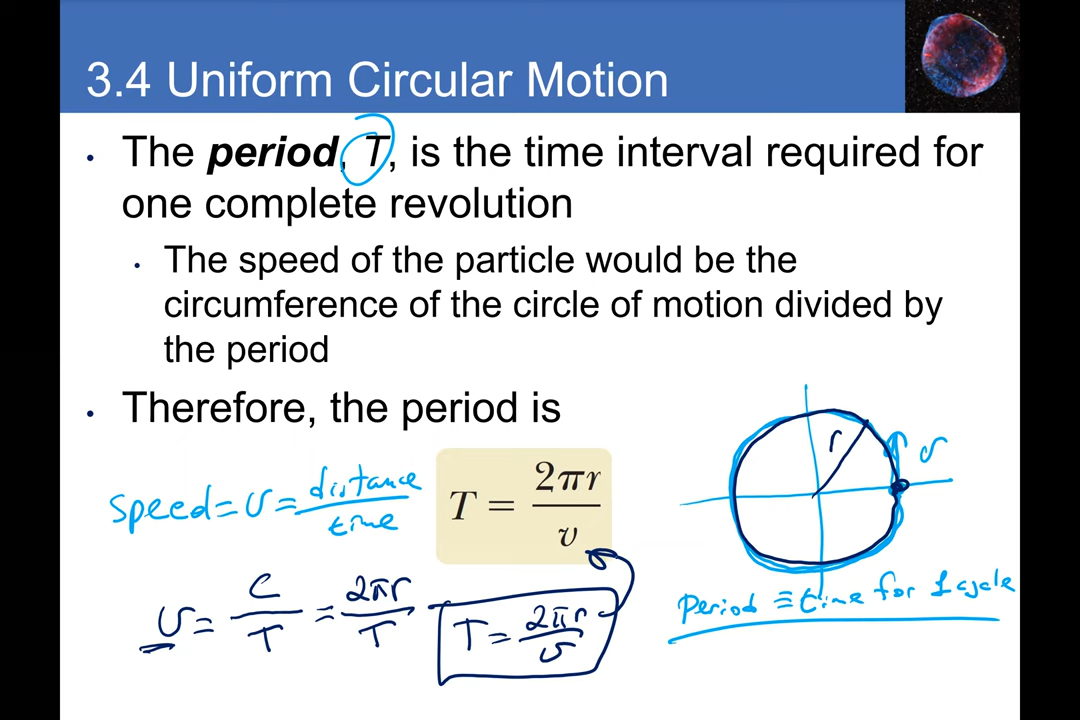 3.4 Uniform Circular Motion
• The period, T, is the time interval required for
one complete revolution
• The speed of the particle would be the
circumference of the circle of motion divided by
the period
• Therefore, the period is
T = 2πr / v
speed = v = distance / time
v = C / T = 2πr / T
T = 2πr / v
r
v
Period ≡ time for 1 cycle